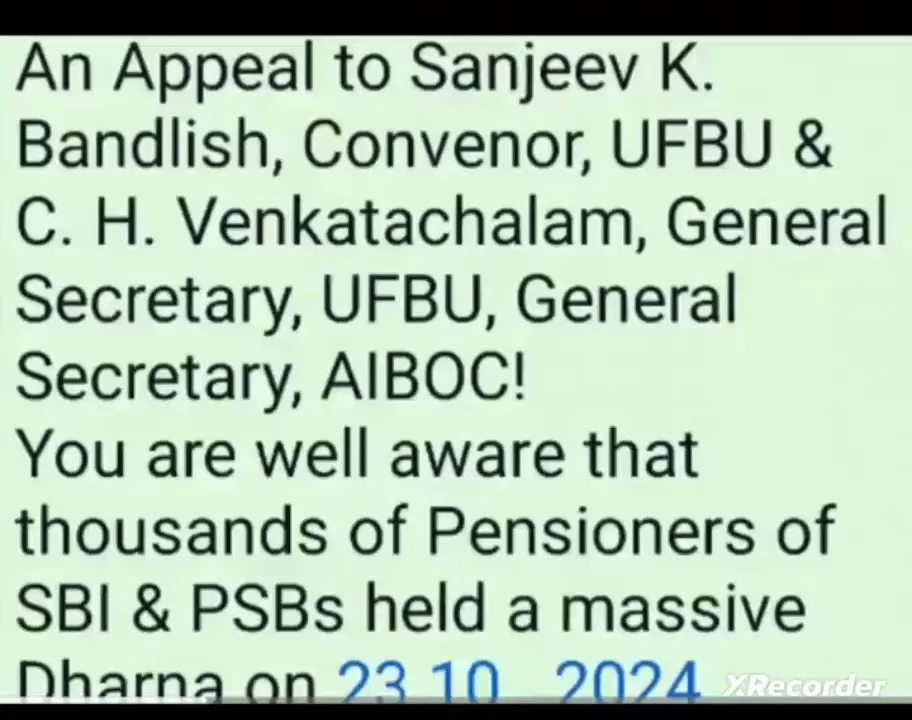 An Appeal to Sanjeev K.
Bandlish, Convenor, UFBU &
C. H. Venkatachalam, General
Secretary, UFBU, General
Secretary, AIBOC!
You are well aware that
thousands of Pensioners of
SBI & PSBs held a massive
Dharna on 23.10 . 2024
XRecorder